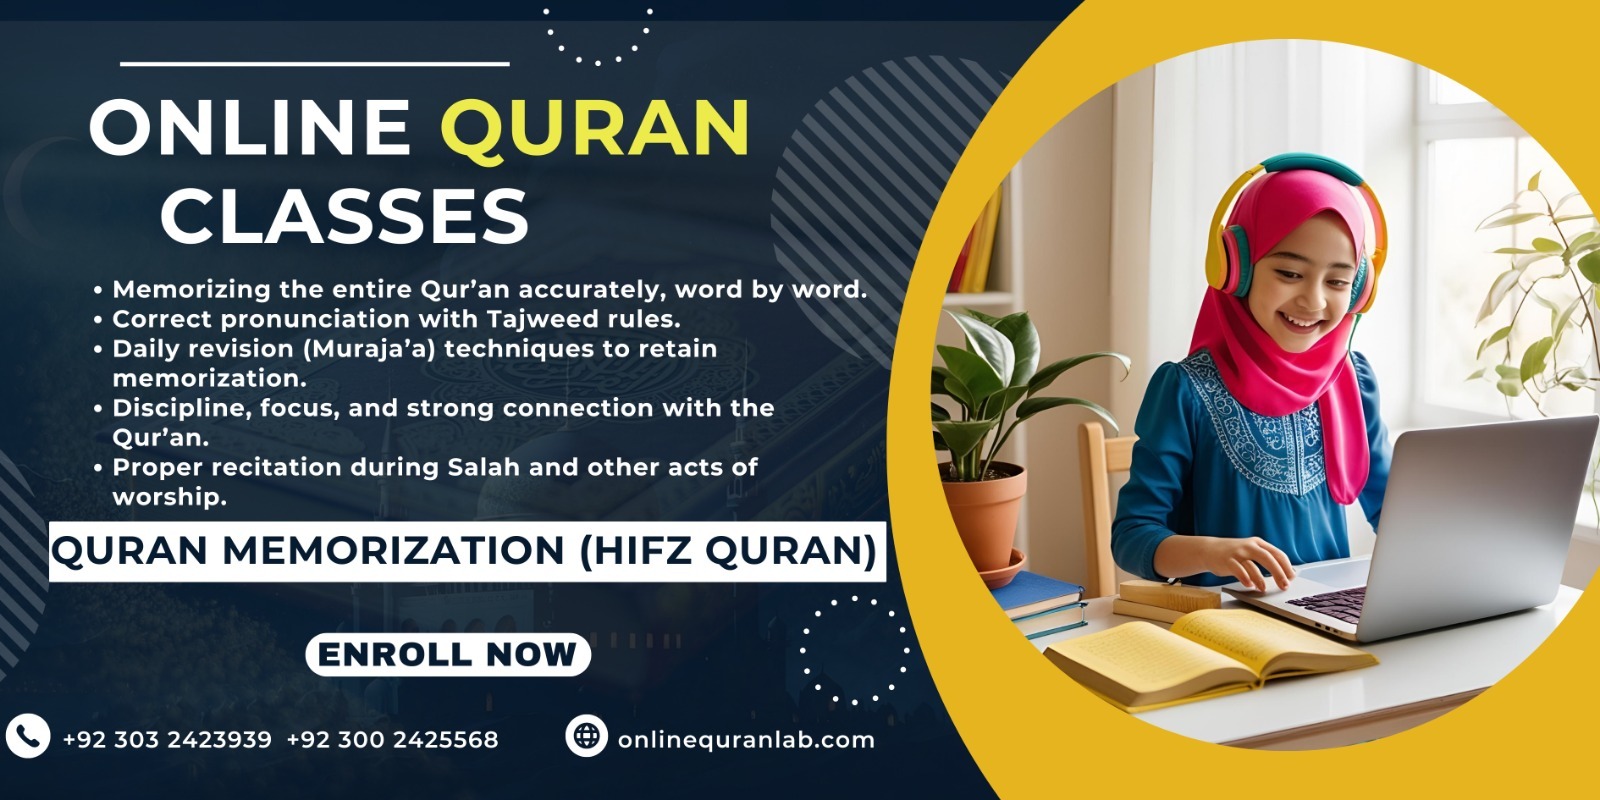 ONLINE QURAN
CLASSES
• Memorizing the entire Qur’an accurately, word by word.
• Correct pronunciation with Tajweed rules.
• Daily revision (Muraja’a) techniques to retain
memorization.
• Discipline, focus, and strong connection with the
Qur’an.
• Proper recitation during Salah and other acts of
worship.
QURAN MEMORIZATION (HIFZ QURAN)
ENROLL NOW
+92 303 2423939 +92 300 2425568
onlinequranlab.com